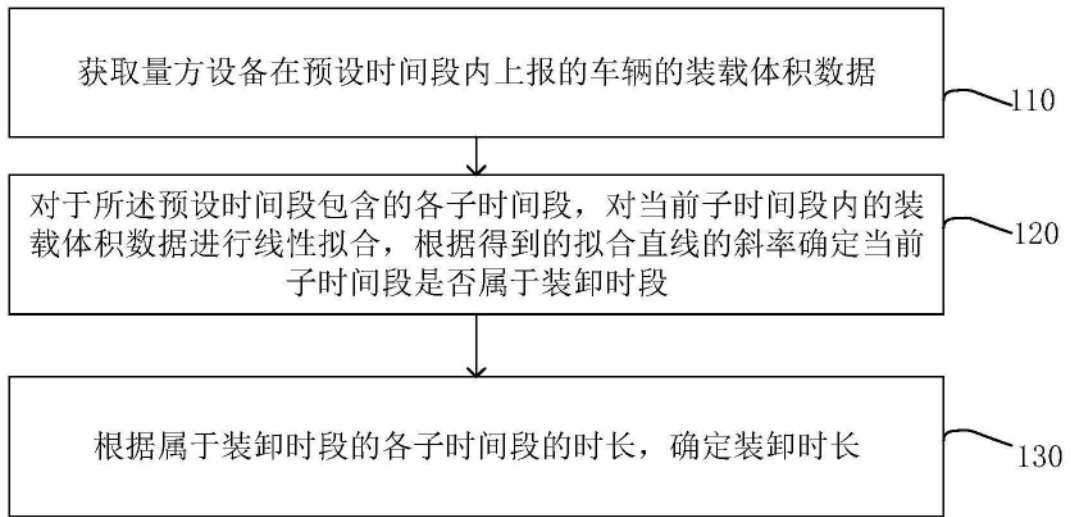 获取量方设备在预设时间段内上报的车辆的装载体积数据
110
对于所述预设时间段包含的各子时间段，对当前子时间段内的装
载体积数据进行线性拟合，根据得到的拟合直线的斜率确定当前
子时间段是否属于装卸时段
120
根据属于装卸时段的各子时间段的时长，确定装卸时长
130